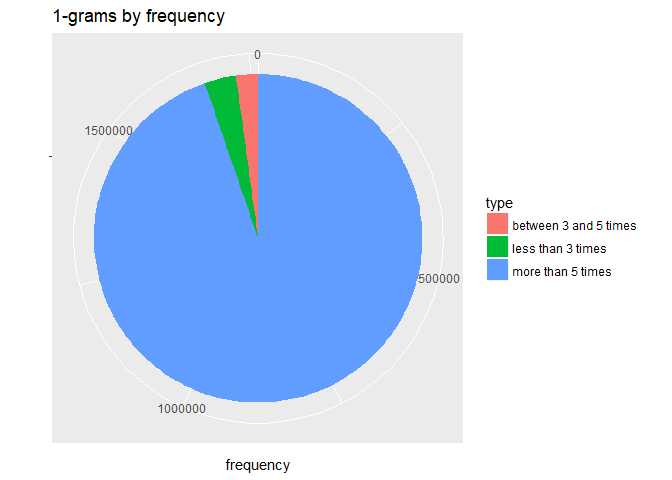 1-grams by frequency
0
1500000
500000
1000000
frequency
type
between 3 and 5 times
less than 3 times
more than 5 times